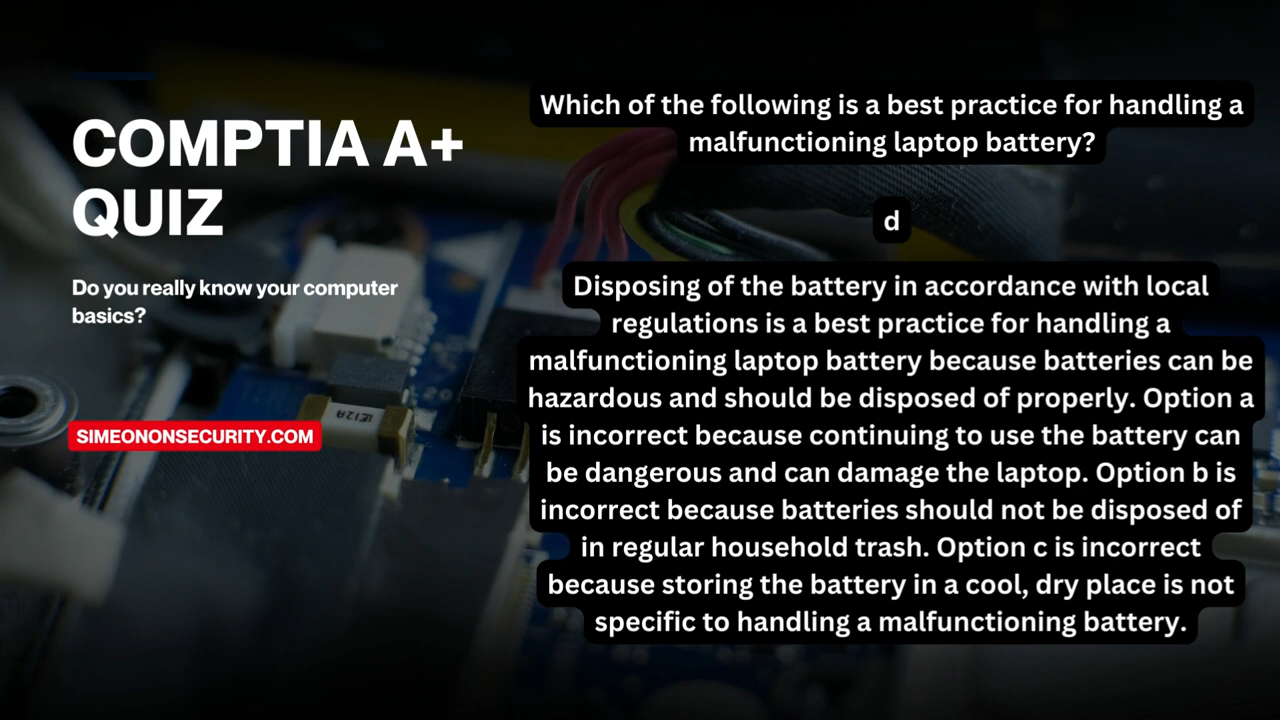 COMPTIA A+
QUIZ
Do you really know your computer
basics?
SIMEONONSECURITY.COM
Which of the following is a best practice for handling a
malfunctioning laptop battery?
d
Disposing of the battery in accordance with local
regulations is a best practice for handling a
malfunctioning laptop battery because batteries can be
hazardous and should be disposed of properly. Option a
is incorrect because continuing to use the battery can
be dangerous and can damage the laptop. Option b is
incorrect because batteries should not be disposed of
in regular household trash. Option c is incorrect
because storing the battery in a cool, dry place is not
specific to handling a malfunctioning battery.